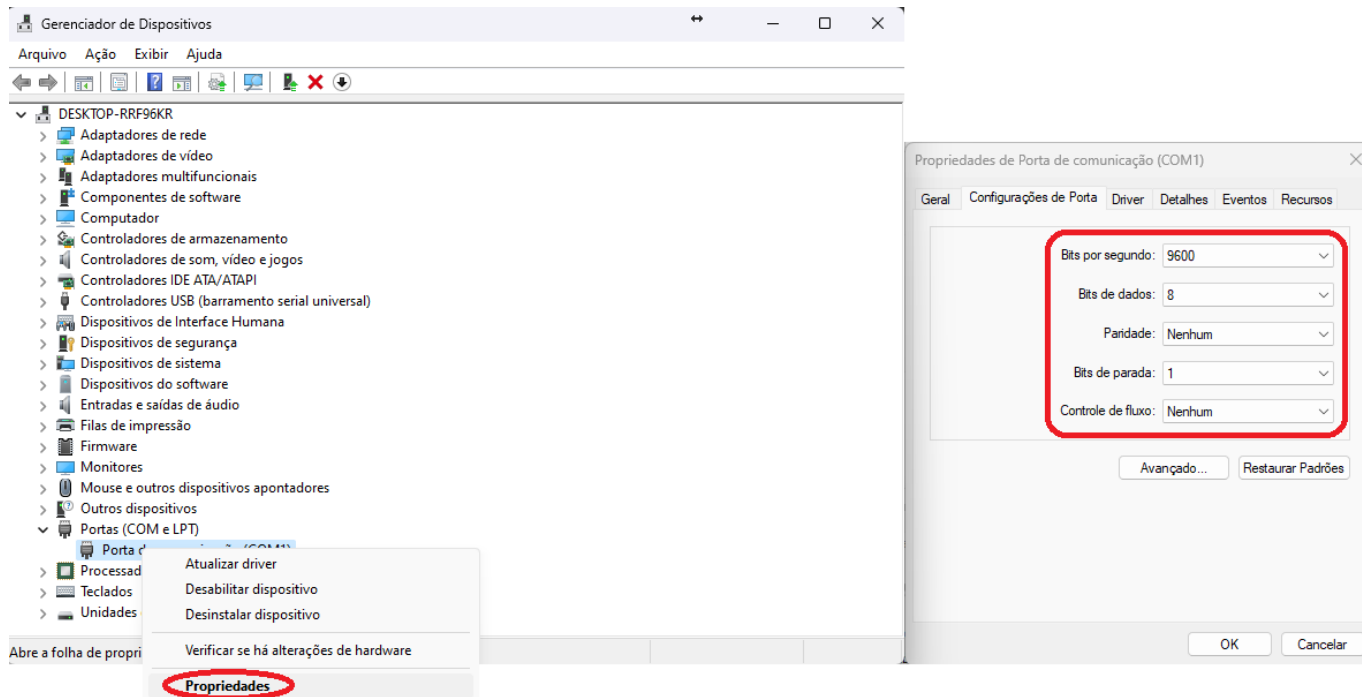 Gerenciador de Dispositivos
Arquivo Ação Exibir Ajuda
DESKTOP-RRF96KR
Adaptadores de rede
Adaptadores de vídeo
Adaptadores multifuncionais
Componentes de software
Computador
Controladores de armazenamento
Controladores de som, vídeo e jogos
Controladores IDE ATA/ATAPI
Controladores USB (barramento serial universal)
Dispositivos de Interface Humana
Dispositivos de segurança
Dispositivos de sistema
Dispositivos do software
Entradas e saídas de áudio
Filas de impressão
Firmware
Monitores
Mouse e outros dispositivos apontadores
Outros dispositivos
Portas (COM e LPT)
Porta
Processad
Teclados
Unidades
Abre a folha de propri
Atualizar driver
Desabilitar dispositivo
Desinstalar dispositivo
Verificar se há alterações de hardware
Propriedades
Propriedades de Porta de comunicação (COM1)
Geral Configurações de Porta Driver Detalhes Eventos Recursos
Bits por segundo: 9600
Bits de dados: 8
Paridade: Nenhum
Bits de parada: 1
Controle de fluxo: Nenhum
Avançado... Restaurar Padrões
OK Cancelar